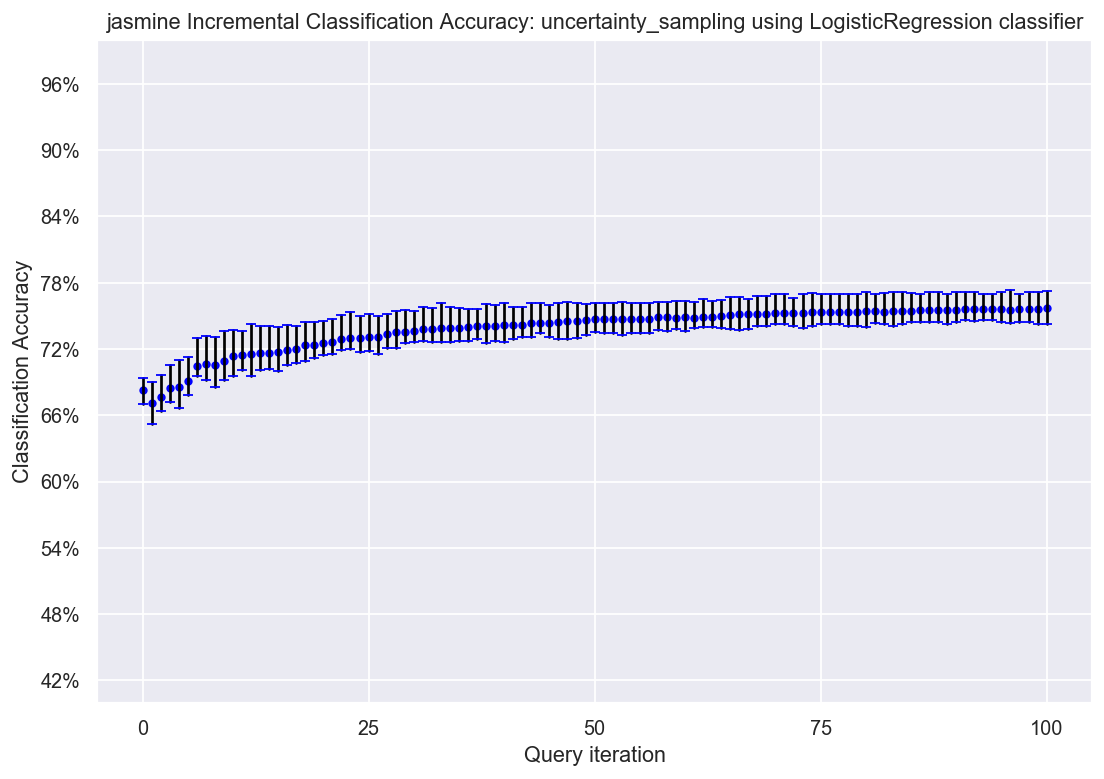 jasmine Incremental Classification Accuracy: uncertainty_sampling using LogisticRegression classifier
96%
90%
84%
78%
72%
66%
60%
54%
48%
42%
Classification Accuracy
0 25 50 75 100
Query iteration